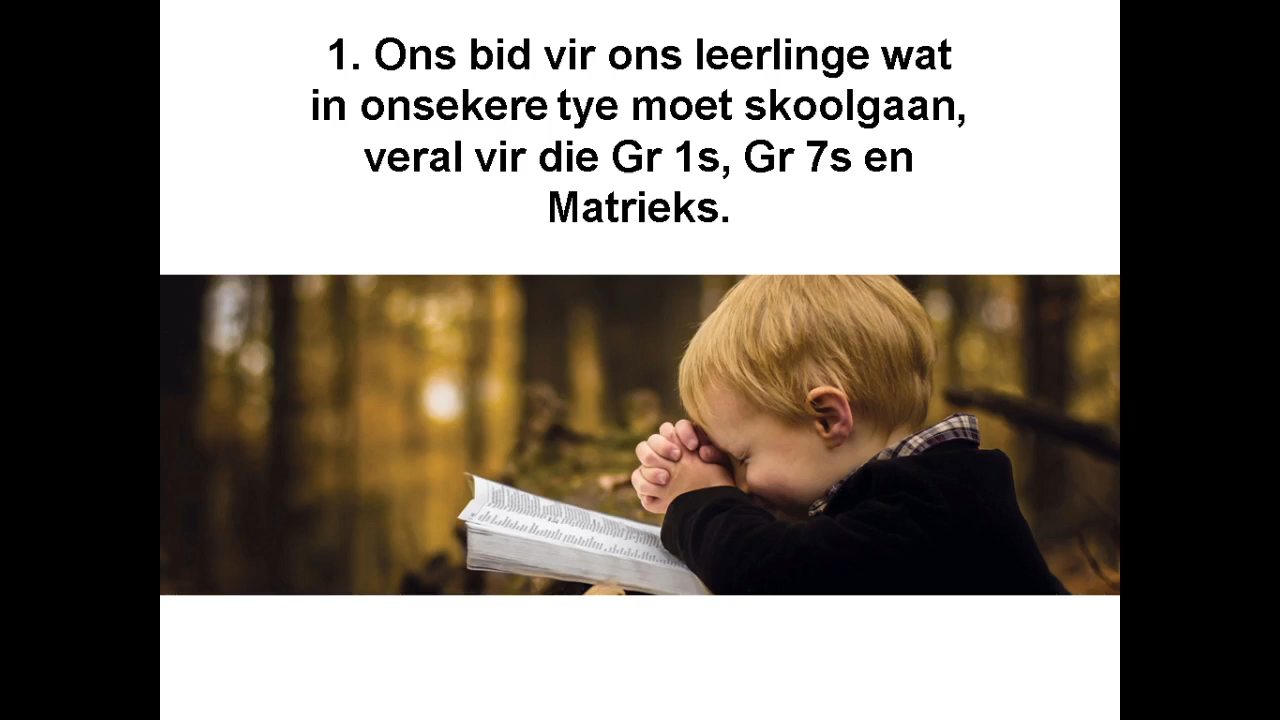 1. Ons bid vir ons leerlinge wat
in onsekere tye moet skoolgaan,
veral vir die Gr 1s, Gr 7s en
Matrieks.